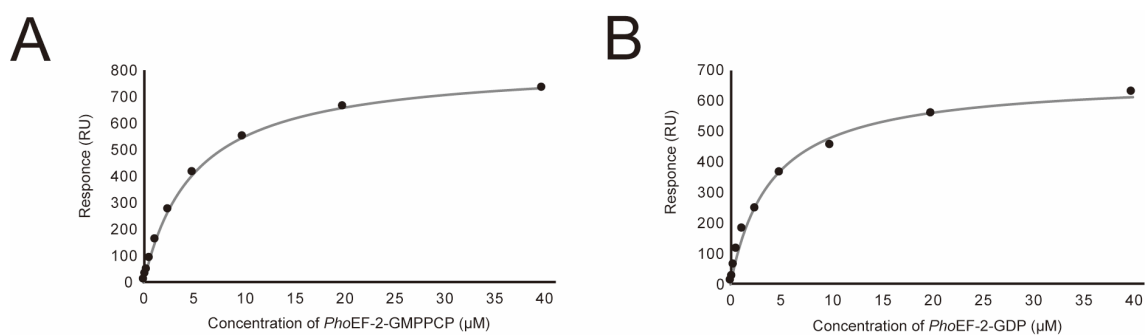 A
800
700
600
500
400
300
200
100
0
Responce (RU)
0 5 10 15 20 25 30 35 40
Concentration of PhoEF-2-GMPPCP (μM)
B
700
600
500
400
300
200
100
0
Responce (RU)
0 5 10 15 20 25 30 35 40
Concentration of PhoEF-2-GDP (μM)